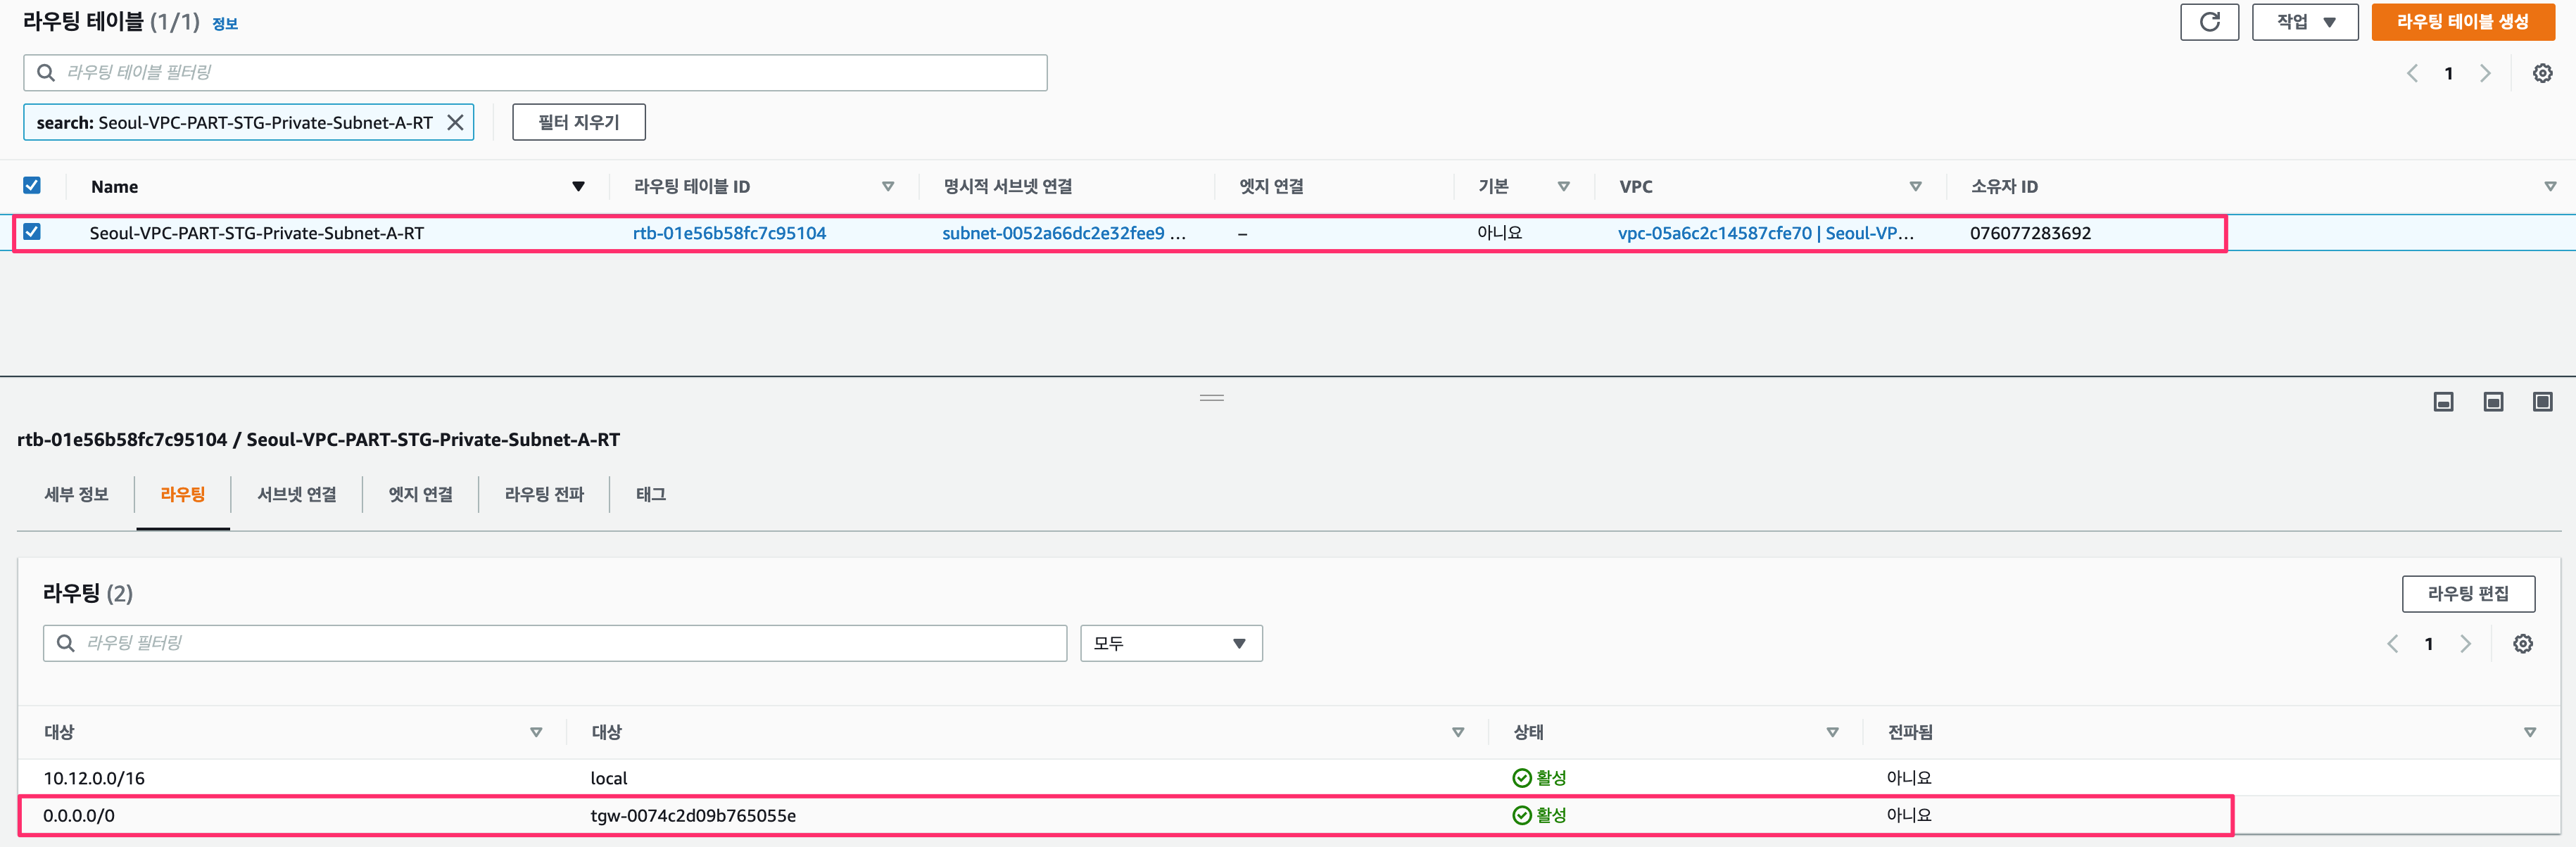 라우팅 테이블 (1/1) 정보
작업
라우팅 테이블 생성
라우팅 테이블 필터링
1
search: Seoul-VPC-PART-STG-Private-Subnet-A-RT
필터 지우기
Name 라우팅 테이블 ID 명시적 서브넷 연결 엣지 연결 기본 VPC 소유자 ID
Seoul-VPC-PART-STG-Private-Subnet-A-RT rtb-01e56b58fc7c95104 subnet-0052a66dc2e32fee9 ... – 아니요 vpc-05a6c2c14587cfe70 | Seoul-VP... 076077283692
rtb-01e56b58fc7c95104 / Seoul-VPC-PART-STG-Private-Subnet-A-RT
세부 정보 라우팅 서브넷 연결 엣지 연결 라우팅 전파 태그
라우팅 (2)
라우팅 편집
라우팅 필터링 모두 1
대상 대상 상태 전파됨
10.12.0.0/16 local 활성 아니요
0.0.0.0/0 tgw-0074c2d09b765055e 활성 아니요